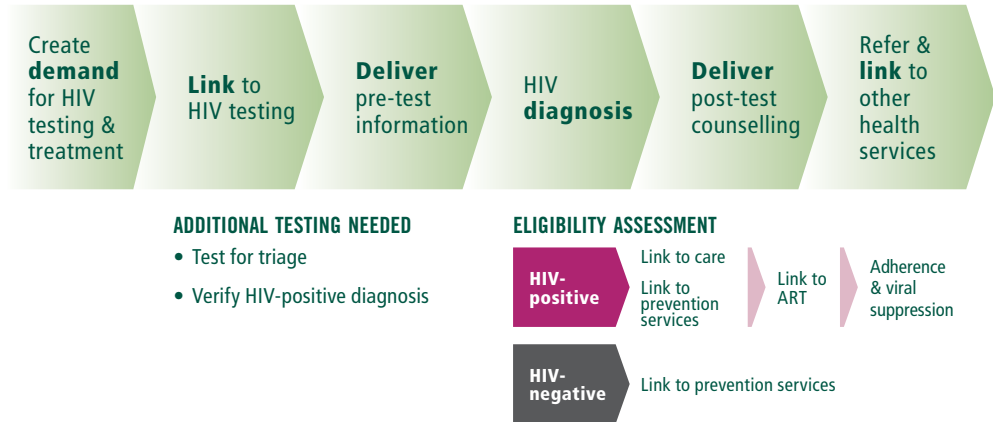 Create
demand
for HIV
testing &
treatment
Link to
HIV testing
Deliver
pre-test
information
HIV
diagnosis
Deliver
post-test
counselling
Refer &
link to
other
health
services
ADDITIONAL TESTING NEEDED
• Test for triage
• Verify HIV-positive diagnosis
ELIGIBILITY ASSESSMENT
HIV-
positive
Link to care
Link to
prevention
services
Link to
ART
Adherence
& viral
suppression
HIV-
negative
Link to prevention services